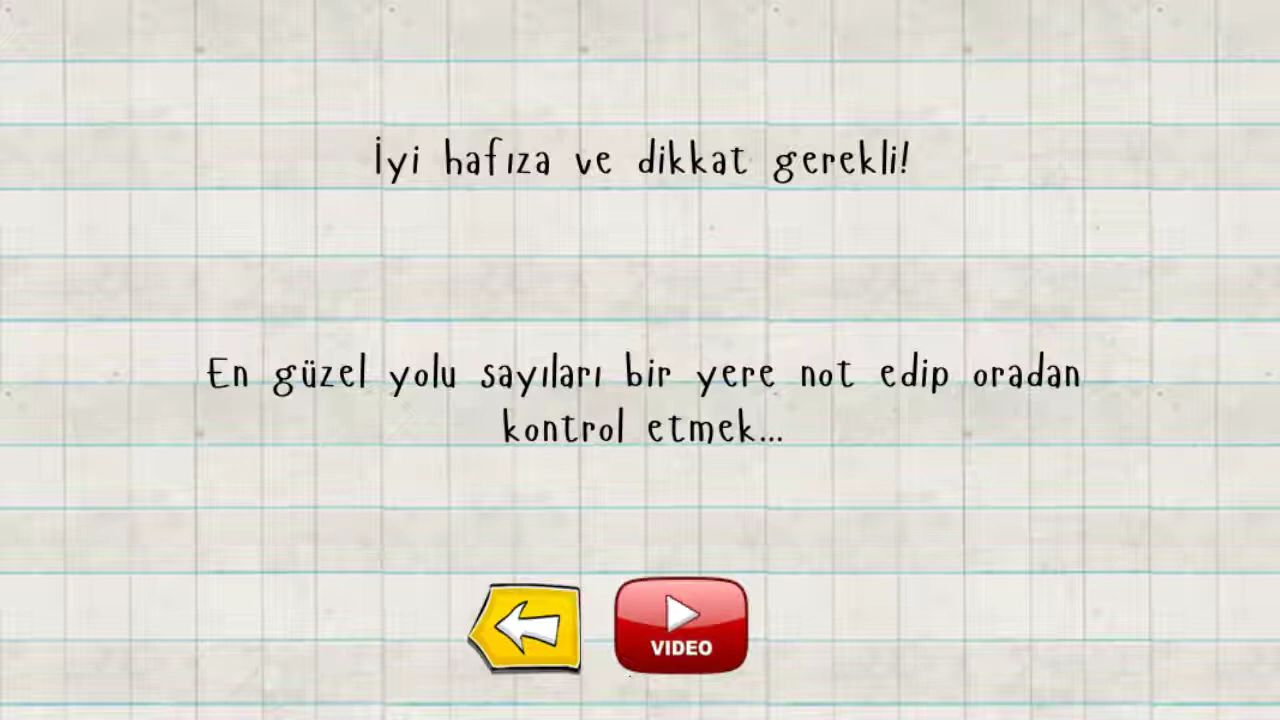 İyi hafıza ve dikkat gerekli!
En güzel yolu sayıları bir yere not edip oradan
kontrol etmek...
VIDEO